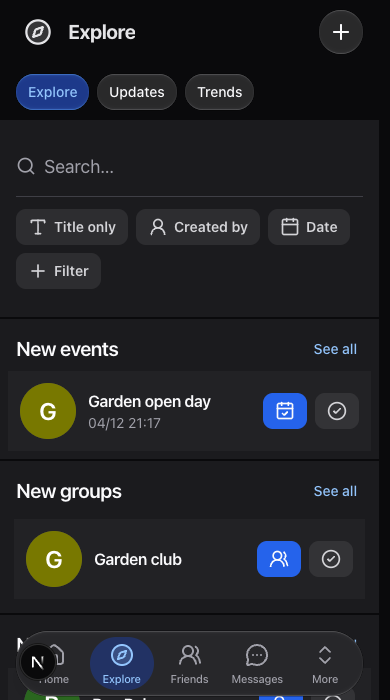 Explore
Explore Updates Trends
Search...
Title only Created by Date
Filter
New events See all
G Garden open day
04/12 21:17
New groups See all
G Garden club
N
Explore Friends Messages More